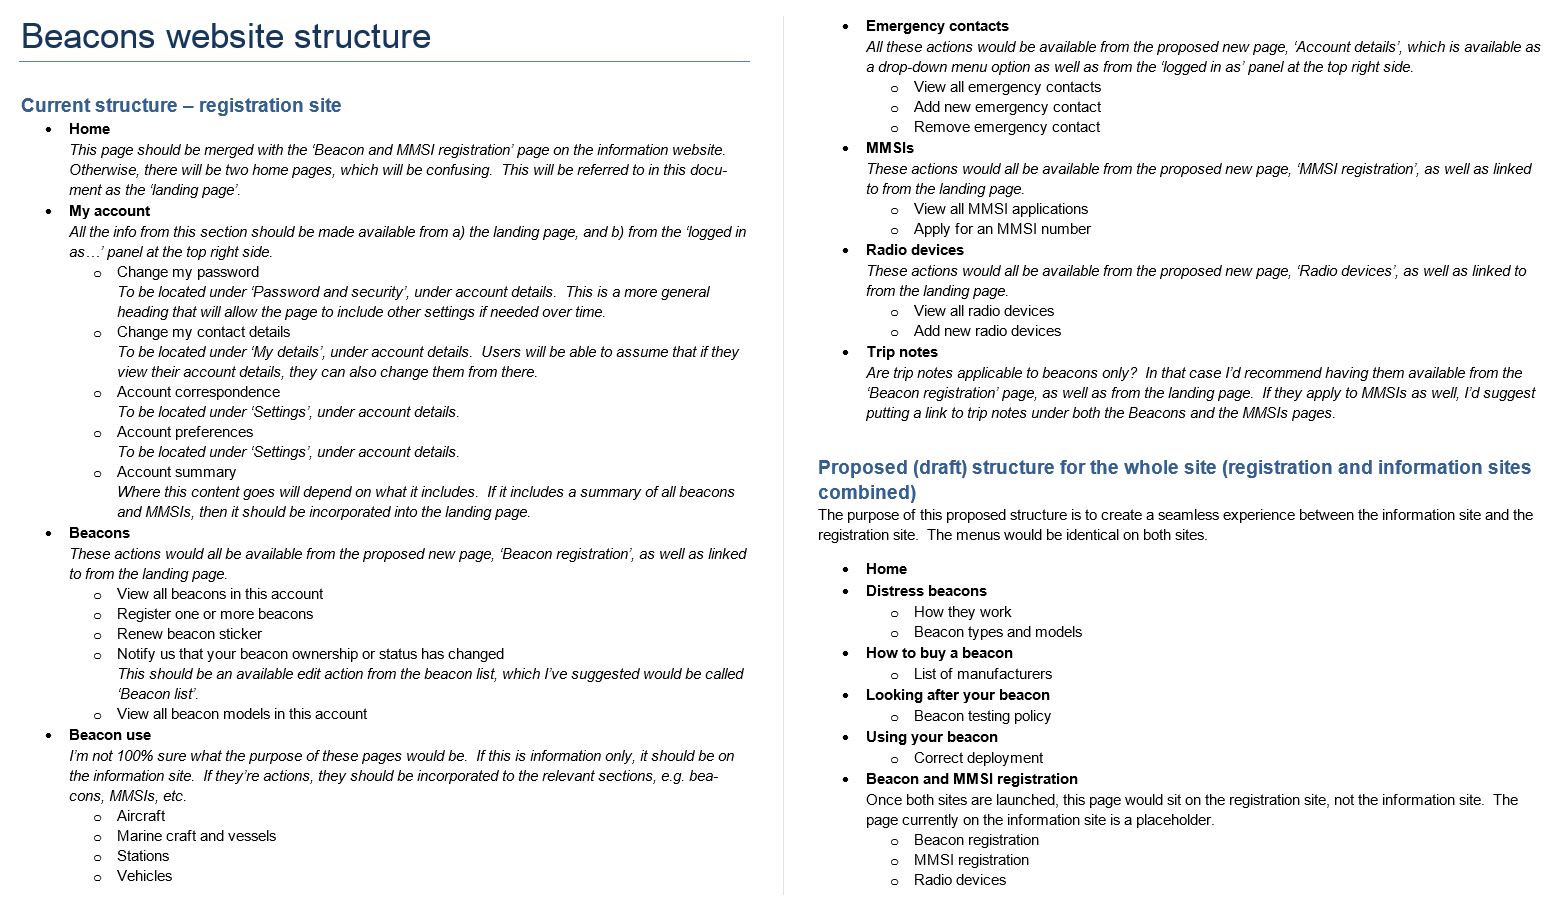 Beacons website structure
Current structure – registration site
• Home
This page should be merged with the ‘Beacon and MMSI registration’ page on the information website.
Otherwise, there will be two home pages, which will be confusing.  This will be referred to in this docu-
ment as the ‘landing page’.
• My account
All the info from this section should be made available from a) the landing page, and b) from the ‘logged in
as…’ panel at the top right side.
o Change my password
To be located under ‘Password and security’, under account details.  This is a more general
heading that will allow the page to include other settings if needed over time.
o Change my contact details
To be located under ‘My details’, under account details.  Users will be able to assume that if they
view their account details, they can also change them from there.
o Account correspondence
To be located under ‘Settings’, under account details.
o Account preferences
To be located under ‘Settings’, under account details.
o Account summary
Where this content goes will depend on what it includes.  If it includes a summary of all beacons
and MMSIs, then it should be incorporated into the landing page.
• Beacons
These actions would all be available from the proposed new page, ‘Beacon registration’, as well as linked
to from the landing page.
o View all beacons in this account
o Register one or more beacons
o Renew beacon sticker
o Notify us that your beacon ownership or status has changed
This should be an available edit action from the beacon list, which I’ve suggested would be called
‘Beacon list’.
o View all beacon models in this account
• Beacon use
I’m not 100% sure what the purpose of these pages would be.  If this is information only, it should be on
the information site.  If they’re actions, they should be incorporated to the relevant sections, e.g. bea-
cons, MMSIs, etc.
o Aircraft
o Marine craft and vessels
o Stations
o Vehicles
• Emergency contacts
All these actions would be available from the proposed new page, ‘Account details’, which is available as
a drop-down menu option as well as from the ‘logged in as’ panel at the top right side.
o View all emergency contacts
o Add new emergency contact
o Remove emergency contact
• MMSIs
These actions would all be available from the proposed new page, ‘MMSI registration’, as well as linked
to from the landing page.
o View all MMSI applications
o Apply for an MMSI number
• Radio devices
These actions would all be available from the proposed new page, ‘Radio devices’, as well as linked to
from the landing page.
o View all radio devices
o Add new radio devices
• Trip notes
Are trip notes applicable to beacons only?  In that case I’d recommend having them available from the
‘Beacon registration’ page, as well as from the landing page.  If they apply to MMSIs as well, I’d suggest
putting a link to trip notes under both the Beacons and the MMSIs pages.
Proposed (draft) structure for the whole site (registration and information sites
combined)
The purpose of this proposed structure is to create a seamless experience between the information site and the
registration site.  The menus would be identical on both sites.
• Home
• Distress beacons
o How they work
o Beacon types and models
• How to buy a beacon
o List of manufacturers
• Looking after your beacon
o Beacon testing policy
• Using your beacon
o Correct deployment
• Beacon and MMSI registration
Once both sites are launched, this page would sit on the registration site, not the information site.  The
page currently on the information site is a placeholder.
o Beacon registration
o MMSI registration
o Radio devices